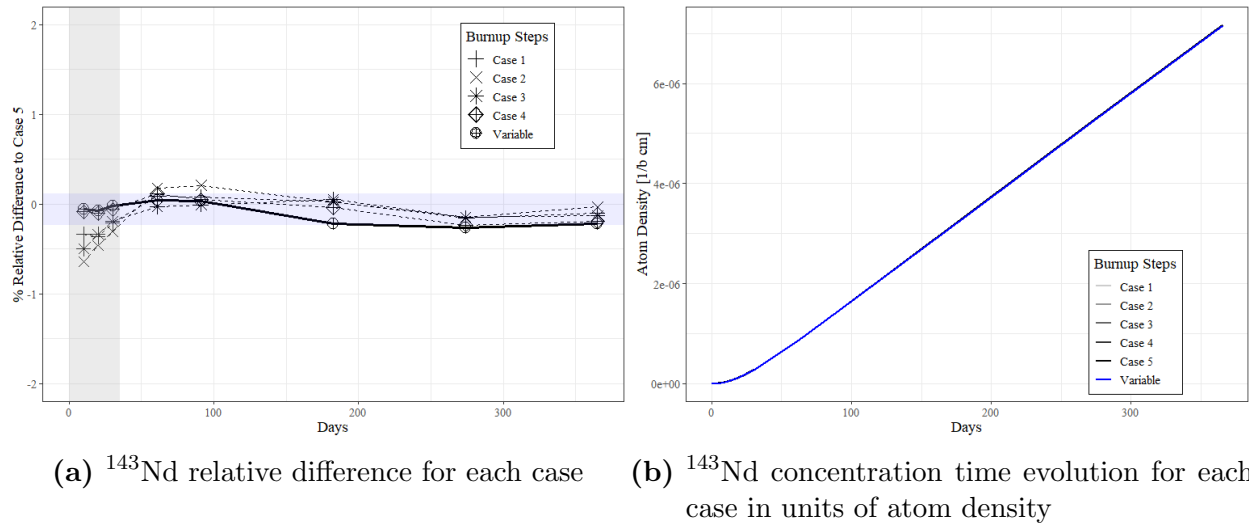 2
1
0
-1
-2
% Relative Difference to Case 5
0
100
200
300
Days
Burnup Steps
Case 1
Case 2
Case 3
Case 4
Variable
6e-06
4e-06
2e-06
0e+00
Atom Density [1/b cm]
0
100
200
300
Days
Burnup Steps
Case 1
Case 2
Case 3
Case 4
Case 5
Variable
(a) ¹⁴³Nd relative difference for each case
(b) ¹⁴³Nd concentration time evolution for each
case in units of atom density